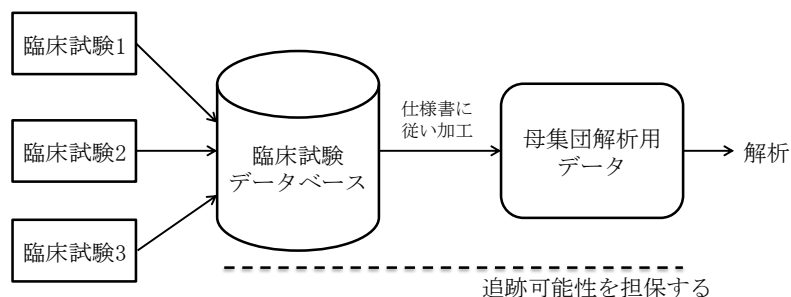 臨床試験1
臨床試験2
臨床試験3
臨床試験
データベース
仕様書に
従い加工
母集団解析用
データ
解析
追跡可能性を担保する